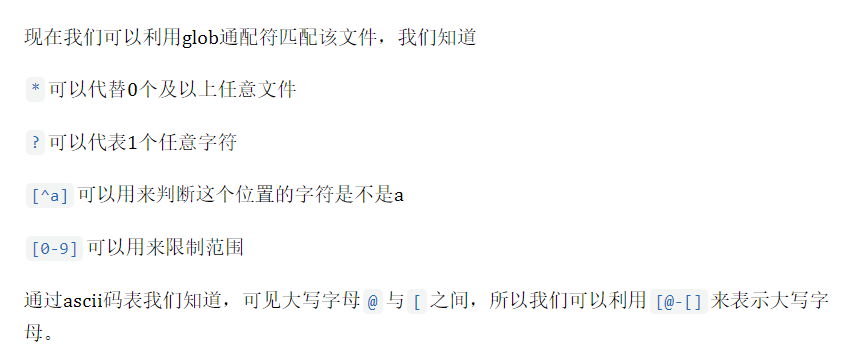 现在我们可以利用glob通配符匹配该文件，我们知道
* 可以代替0个及以上任意文件
? 可以代表1个任意字符
[^a] 可以用来判断这个位置的字符是不是a
[0-9] 可以用来限制范围
通过ascii码表我们知道，可见大写字母 @ 与 [ 之间，所以我们可以利用 [@-[] 来表示大写字
母。